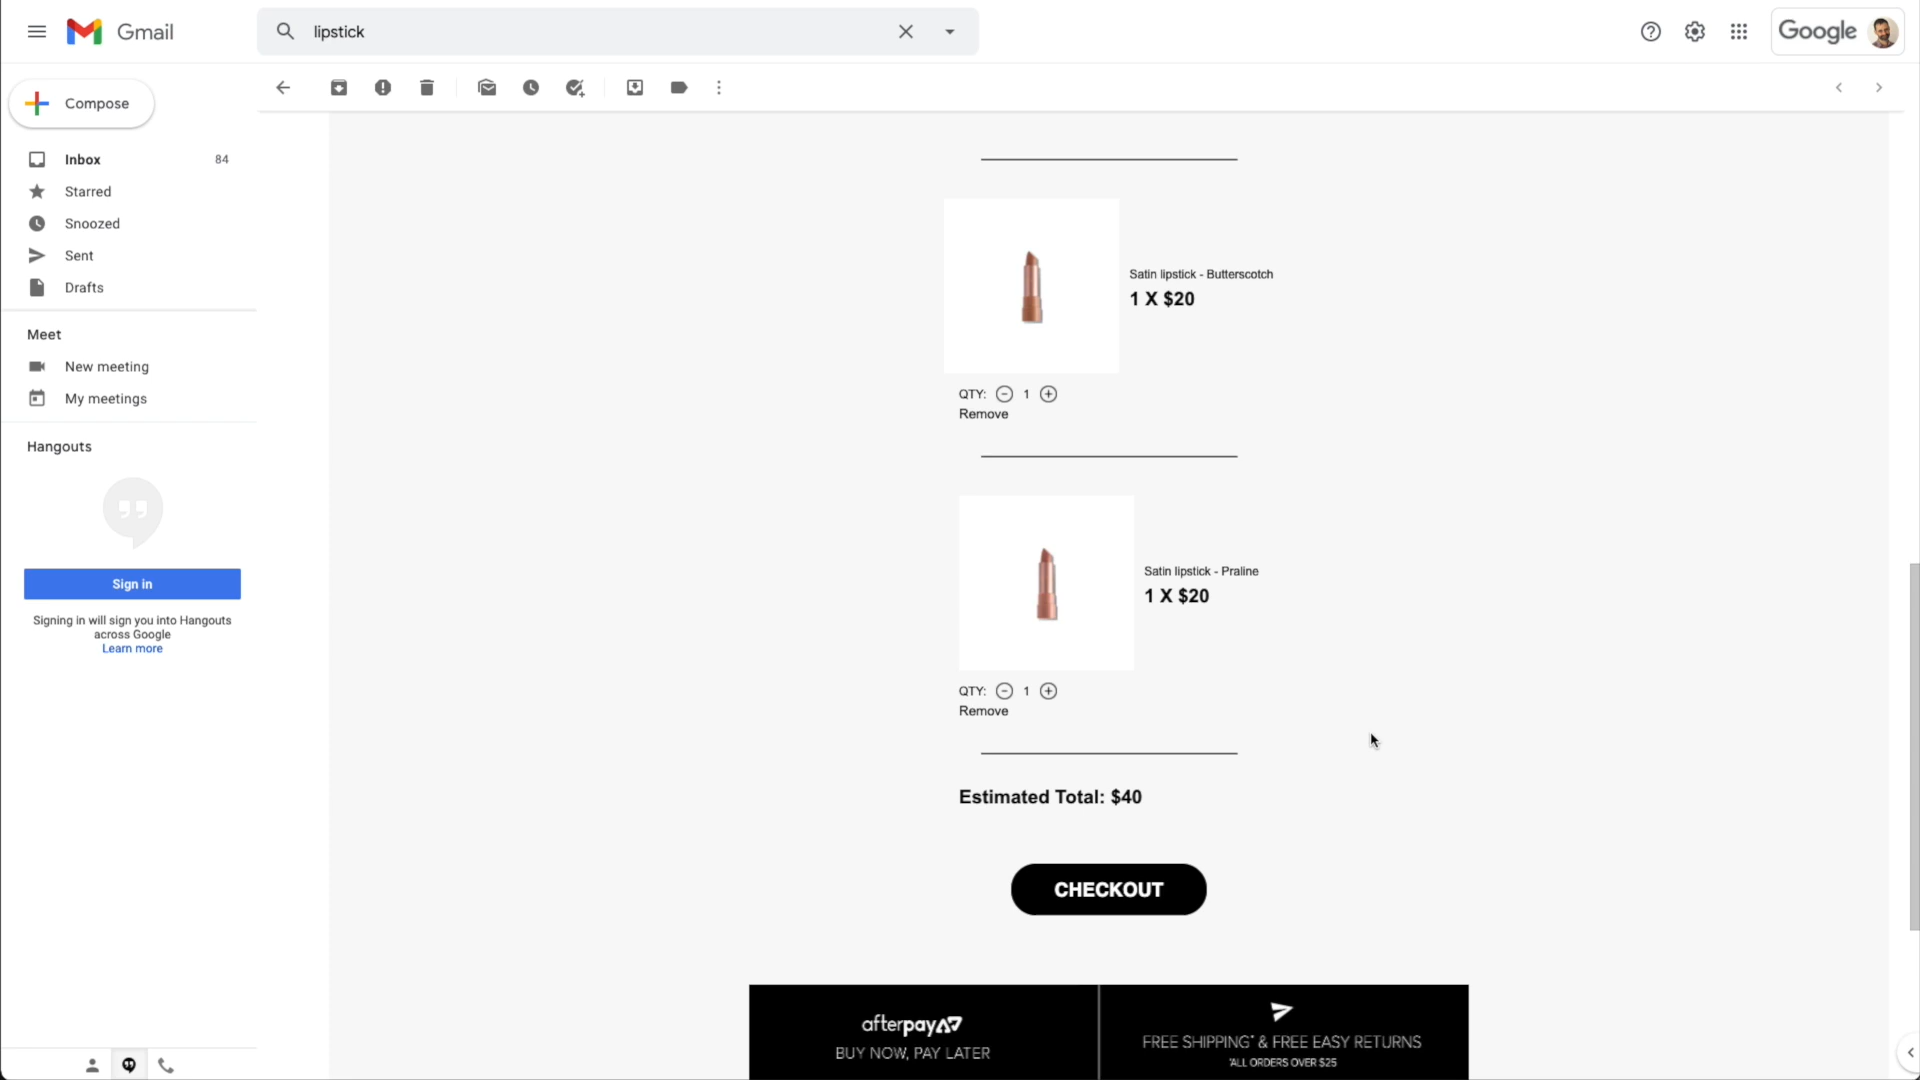 Gmail
lipstick
Google
Compose
Inbox 84
Starred
Snoozed
Sent
Drafts
Meet
New meeting
My meetings
Hangouts
Sign in
Signing in will sign you into Hangouts
across Google
Learn more
Satin lipstick - Butterscotch
1 X $20
QTY: 1
Remove
Satin lipstick - Praline
1 X $20
QTY: 1
Remove
Estimated Total: $40
CHECKOUT
afterpay
BUY NOW, PAY LATER
FREE SHIPPING* & FREE EASY RETURNS
*ALL ORDERS OVER $25